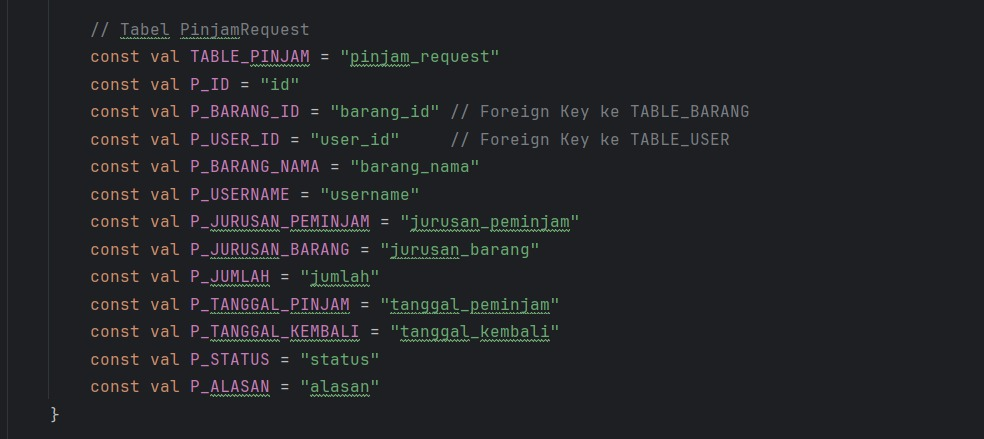 // Tabel PinjamRequest
const val TABLE_PINJAM = "pinjam_request"
const val P_ID = "id"
const val P_BARANG_ID = "barang_id" // Foreign Key ke TABLE_BARANG
const val P_USER_ID = "user_id"     // Foreign Key ke TABLE_USER
const val P_BARANG_NAMA = "barang_nama"
const val P_USERNAME = "username"
const val P_JURUSAN_PEMINJAM = "jurusan_peminjam"
const val P_JURUSAN_BARANG = "jurusan_barang"
const val P_JUMLAH = "jumlah"
const val P_TANGGAL_PINJAM = "tanggal_peminjam"
const val P_TANGGAL_KEMBALI = "tanggal_kembali"
const val P_STATUS = "status"
const val P_ALASAN = "alasan"
}